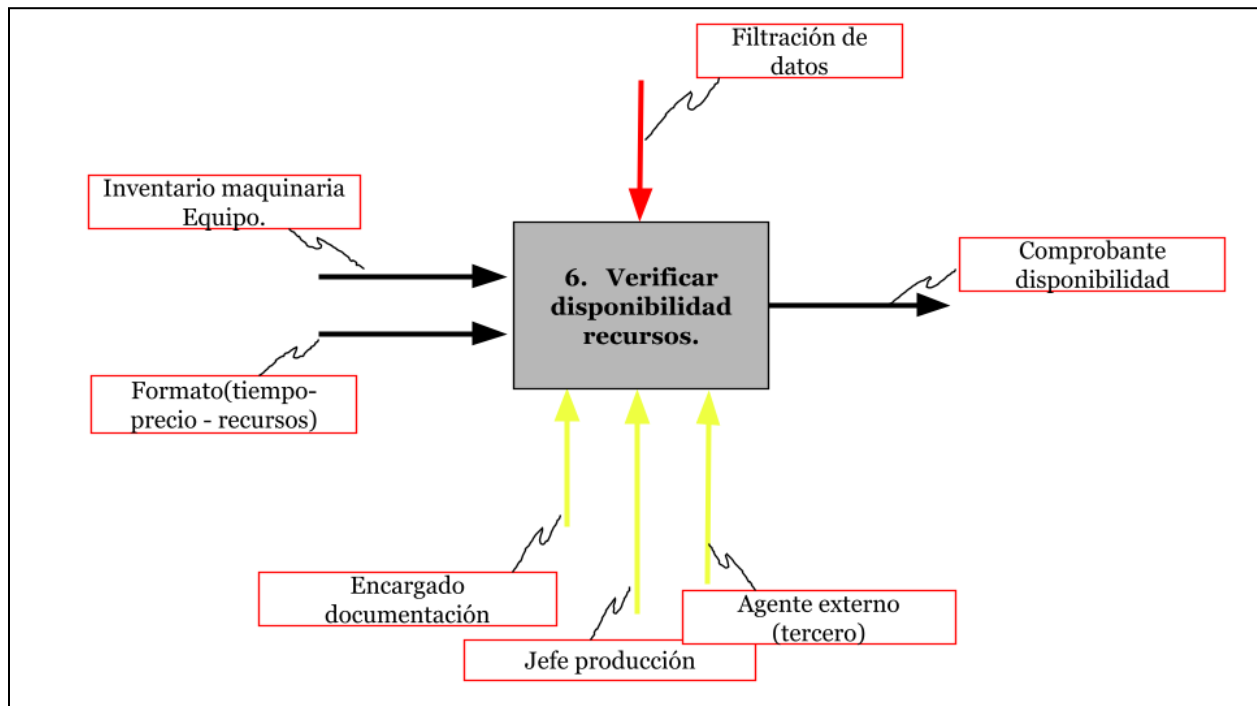 Filtración de
datos
Inventario maquinaria
Equipo.
6. Verificar
disponibilidad
recursos.
Comprobante
disponibilidad
Formato(tiempo-
precio - recursos)
Encargado
documentación
Agente externo
(tercero)
Jefe producción